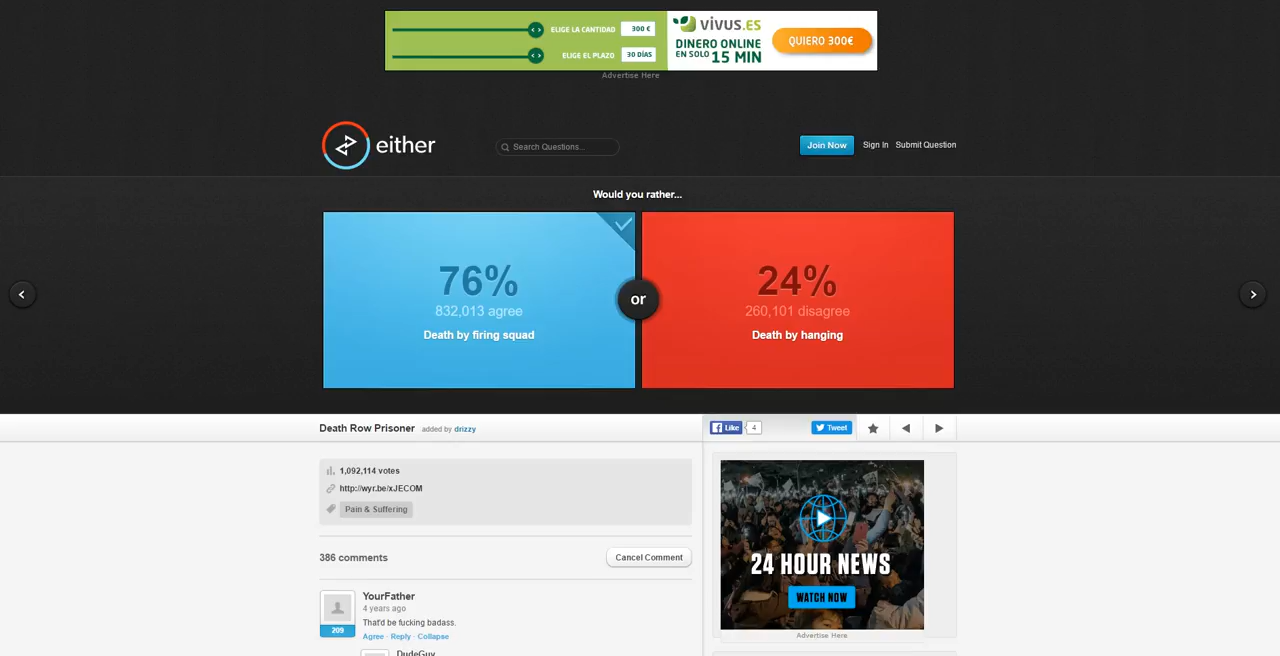 ELIGE LA CANTIDAD 300 €
ELIGE EL PLAZO 30 DÍAS
vivus.es
DINERO ONLINE
EN SOLO 15 MIN
QUIERO 300€
Advertise Here
either
Search Questions...
Join Now Sign In Submit Question
Would you rather...
76%
832,013 agree
Death by firing squad
or
24%
260,101 disagree
Death by hanging
Death Row Prisoner added by drizzy
Like 4
Tweet
1,092,114 votes
http://wyr.be/xJECOM
Pain & Suffering
386 comments
Cancel Comment
YourFather
4 years ago
That'd be fucking badass.
Agree · Reply · Collapse
209
DudeGuy
24 HOUR NEWS
WATCH NOW
Advertise Here